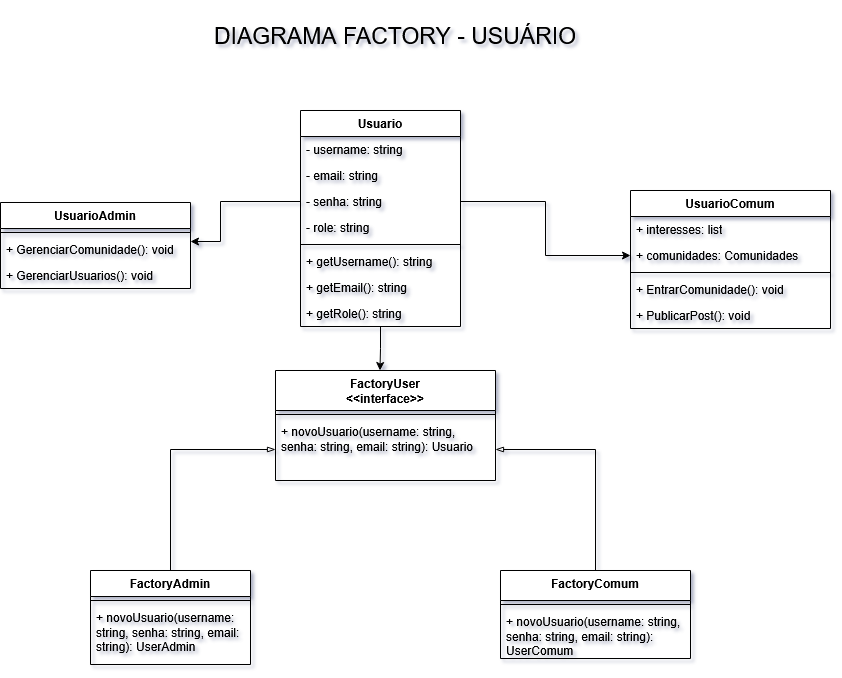 DIAGRAMA FACTORY - USUÁRIO
Usuario
- username: string
- email: string
- senha: string
- role: string
+ getUsername(): string
+ getEmail(): string
+ getRole(): string
UsuarioAdmin
+ GerenciarComunidade(): void
+ GerenciarUsuarios(): void
UsuarioComum
+ interesses: list
+ comunidades: Comunidades
+ EntrarComunidade(): void
+ PublicarPost(): void
FactoryUser
<<interface>>
+ novoUsuario(username: string,
senha: string, email: string): Usuario
FactoryAdmin
+ novoUsuario(username:
string, senha: string, email:
string): UserAdmin
FactoryComum
+ novoUsuario(username: string,
senha: string, email: string):
UserComum